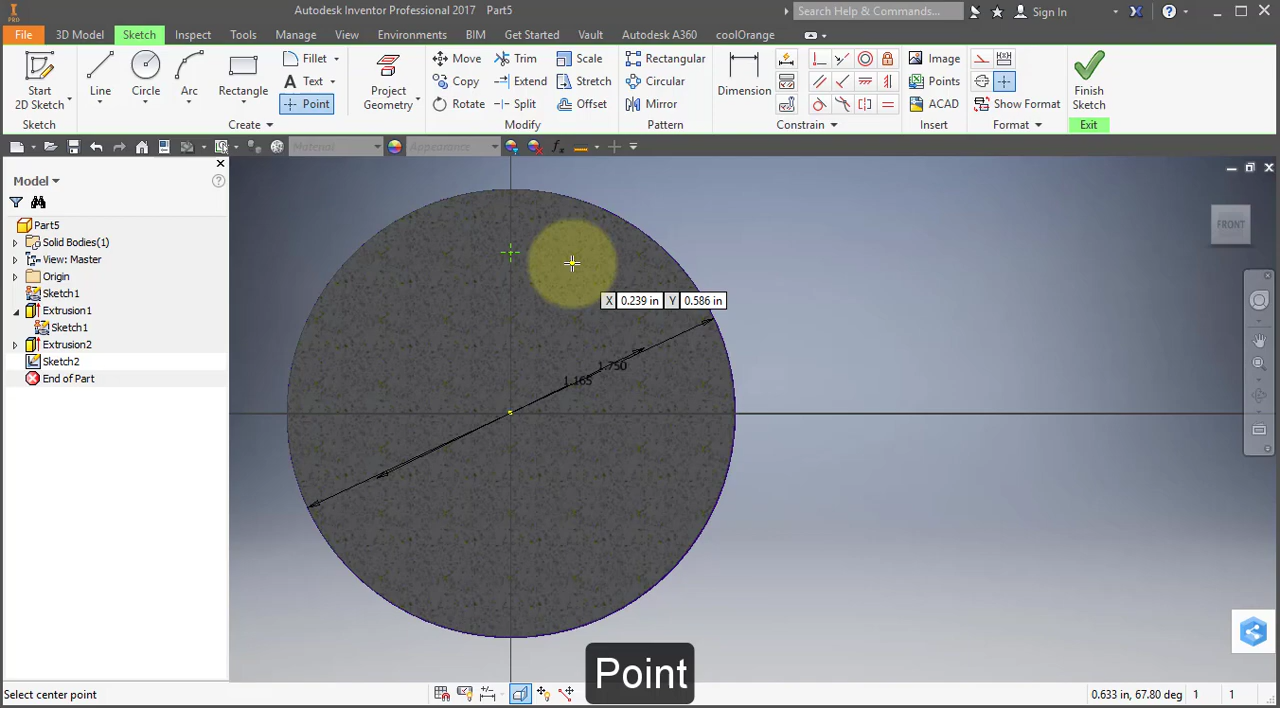 Autodesk Inventor Professional 2017 Part5
Search Help & Commands...
Sign In
PRO
File
3D Model
Sketch
Inspect
Tools
Manage
View
Environments
BIM
Get Started
Vault
Autodesk A360
coolOrange
Start
2D Sketch
Line
Circle
Arc
Rectangle
Fillet
Text
Point
Project
Geometry
Move
Trim
Scale
Copy
Extend
Stretch
Rotate
Split
Offset
Rectangular
Circular
Mirror
Dimension
Image
Points
ACAD
Show Format
Finish
Sketch
Sketch
Create
Modify
Pattern
Constrain
Insert
Format
Exit
Material
Appearance
Model
Part5
Solid Bodies(1)
View: Master
Origin
Sketch1
Extrusion1
Sketch1
Extrusion2
Sketch2
End of Part
FRONT
X 0.239 in Y 0.586 in
1.750
1.165
Point
Select center point
0.633 in, 67.80 deg 1 1